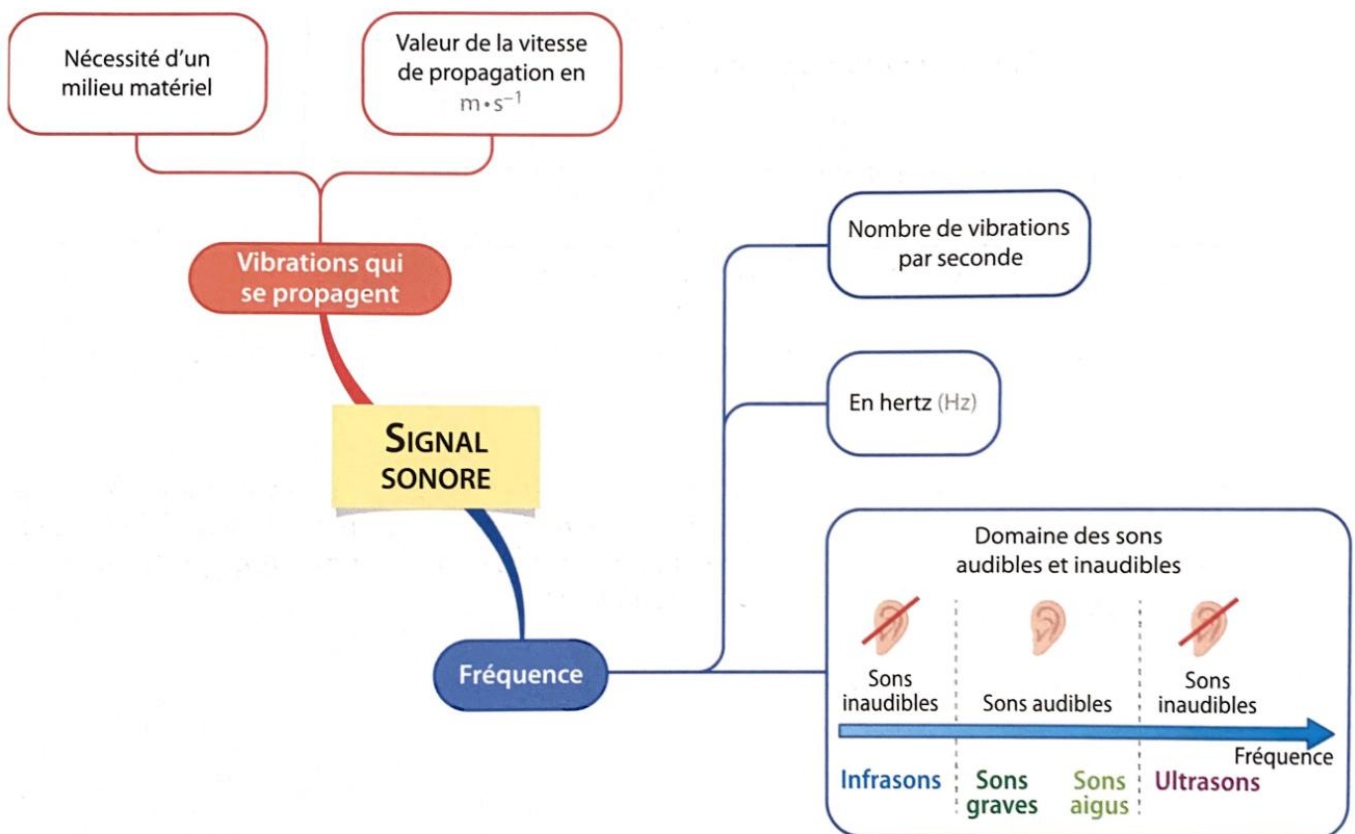 Nécessité d'un
milieu matériel
Valeur de la vitesse
de propagation en
m•s⁻¹
Vibrations qui
se propagent
SIGNAL
SONORE
Fréquence
Nombre de vibrations
par seconde
En hertz (Hz)
Domaine des sons
audibles et inaudibles
Sons
inaudibles
Sons audibles
Sons
inaudibles
Fréquence
Infrasons
Sons
graves
Sons
aigus
Ultrasons